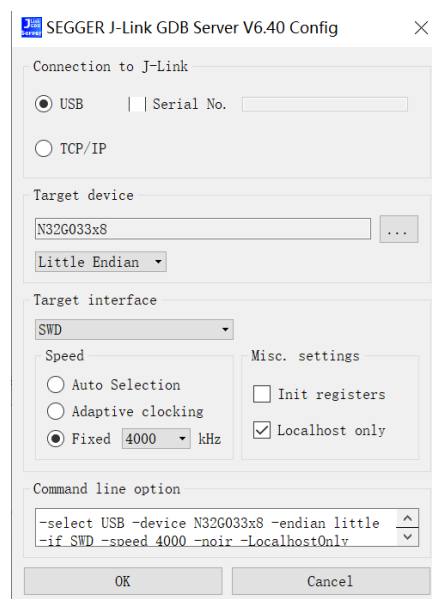 SEGGER J-Link GDB Server V6.40 Config
Connection to J-Link
USB Serial No.
TCP/IP
Target device
N32G033x8 ...
Little Endian
Target interface
SWD
Speed Misc. settings
Auto Selection Init registers
Adaptive clocking
Fixed 4000 kHz Localhost only
Command line option
-select USB -device N32G033x8 -endian little
-if SWD -speed 4000 -noir -LocalhostOnly
OK Cancel